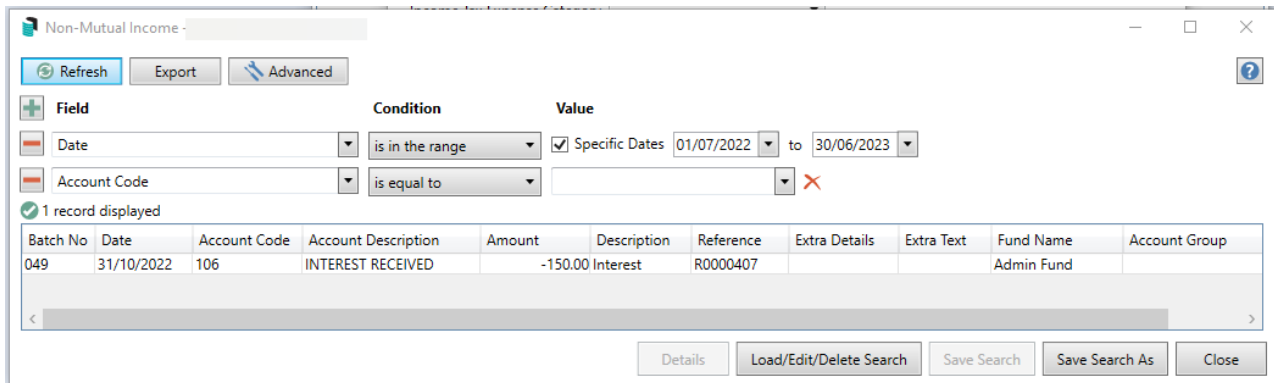 Non-Mutual Income -
Refresh Export Advanced
Field Condition Value
Date is in the range Specific Dates 01/07/2022 to 30/06/2023
Account Code is equal to
1 record displayed
Batch No Date Account Code Account Description Amount Description Reference Extra Details Extra Text Fund Name Account Group
049 31/10/2022 106 INTEREST RECEIVED -150.00 Interest R0000407 Admin Fund
Details Load/Edit/Delete Search Save Search Save Search As Close